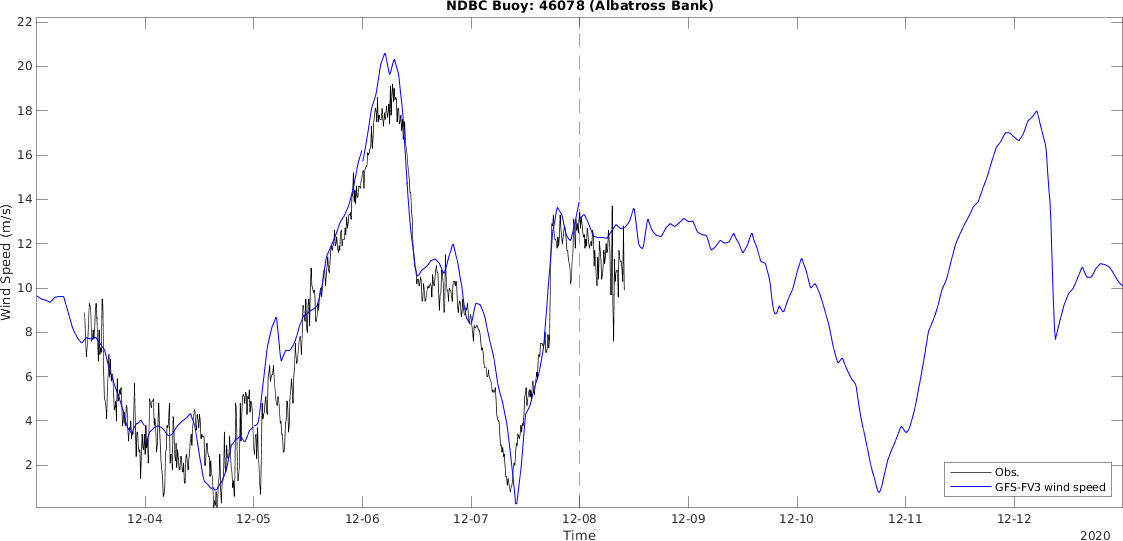 NDBC Buoy: 46078 (Albatross Bank)
22
20
18
16
14
12
10
8
6
4
2
Wind Speed (m/s)
12-04 12-05 12-06 12-07 12-08 12-09 12-10 12-11 12-12
Time
2020
Obs.
GFS-FV3 wind speed